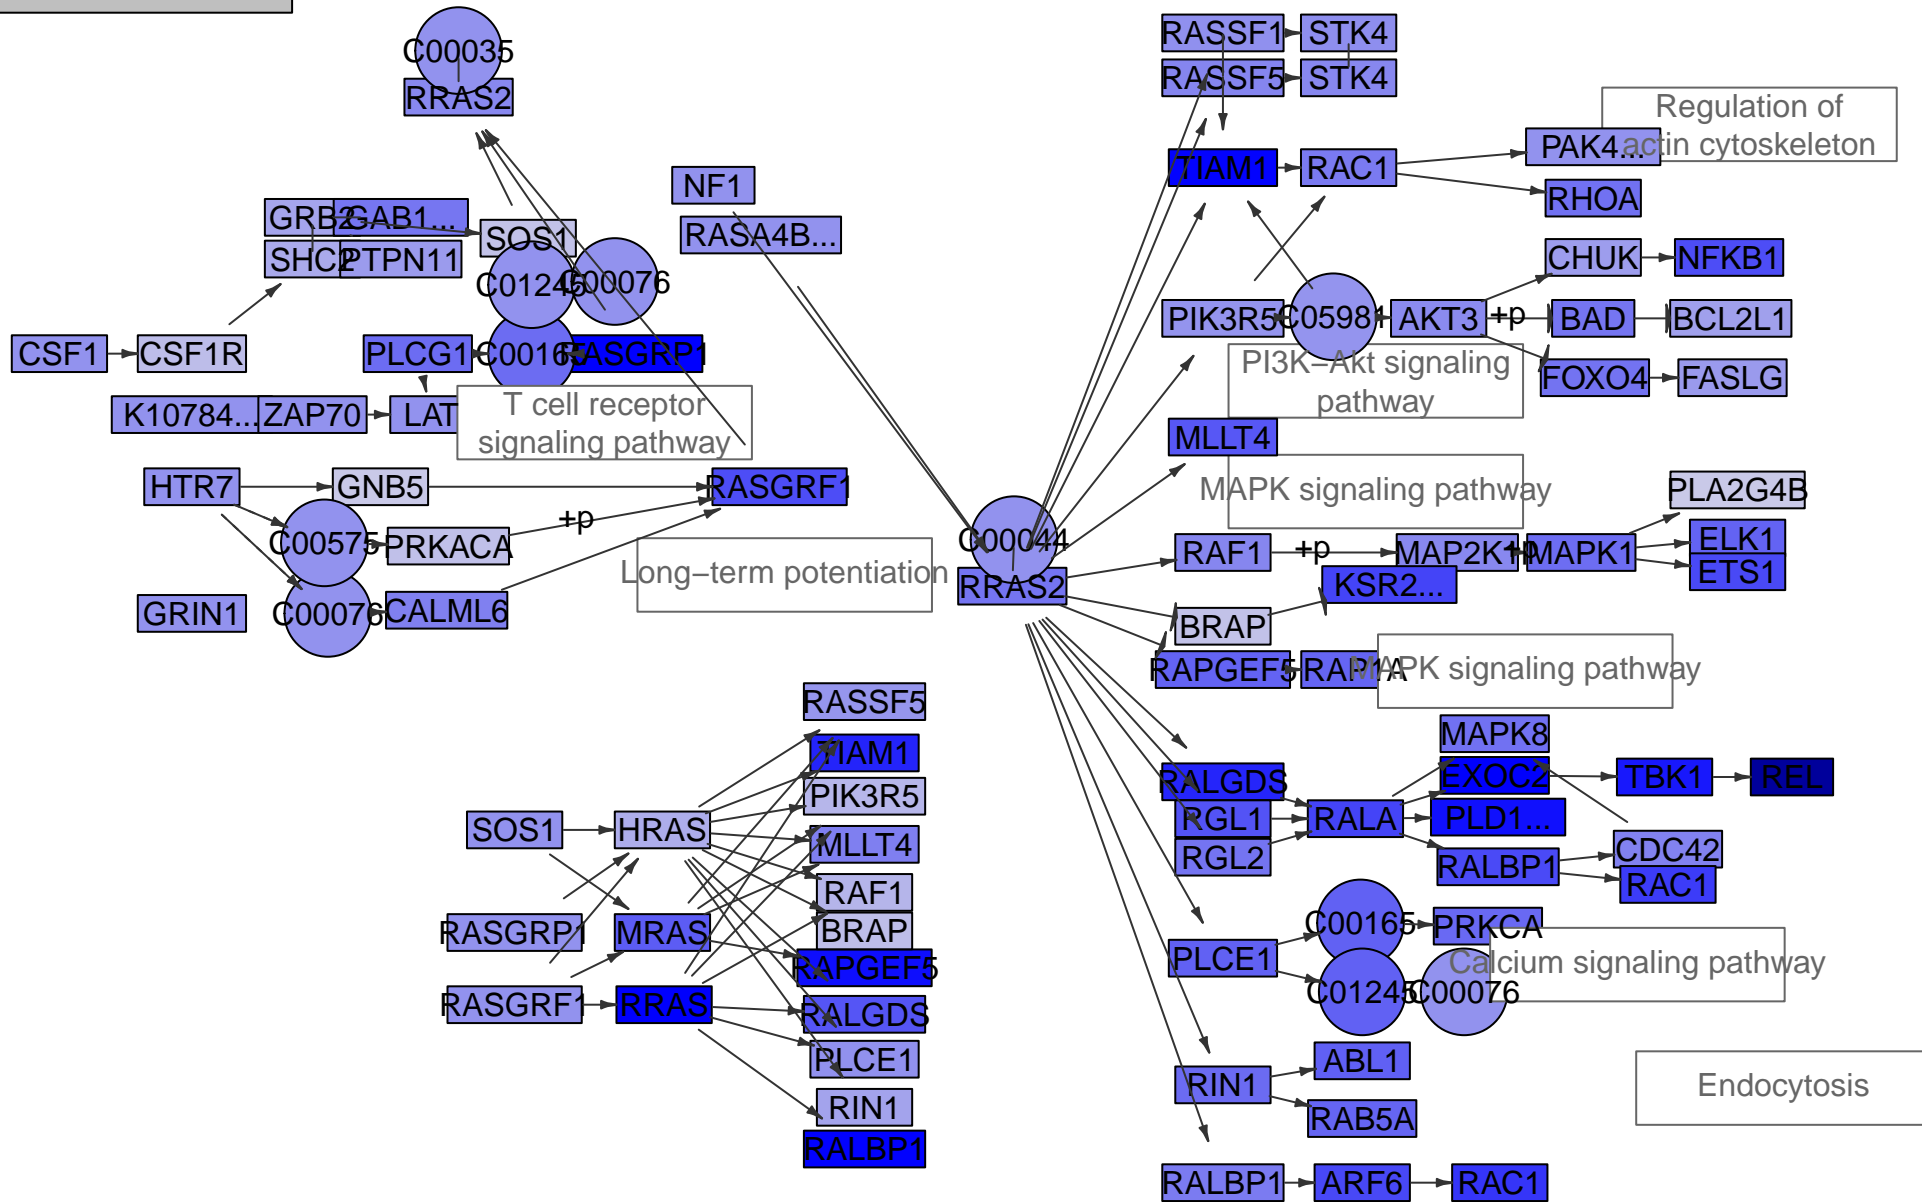 C00035
RRAS2
NF1
RASA4B...
GRB2
GAB1...
SOS1
SHC2
PTPN11
C01245
C00076
CSF1
CSF1R
PLCG1
C00165
RASGRP1
K10784...
ZAP70
LAT
T cell receptor
signaling pathway
HTR7
GNB5
RASGRF1
+p
C00575
PRKACA
Long−term potentiation
GRIN1
C00076
CALML6
C00044
RRAS2
RASSF1
STK4
RASSF5
STK4
Regulation of
actin cytoskeleton
PAK4...
TIAM1
RAC1
RHOA
CHUK
NFKB1
PIK3R5
C05981
AKT3
+p
BAD
BCL2L1
PI3K−Akt signaling
pathway
FOXO4
FASLG
MLLT4
MAPK signaling pathway
PLA2G4B
RAF1
+p
MAP2K1
+p
MAPK1
ELK1
ETS1
KSR2...
BRAP
RAPGEF5
RAP1A
MAPK signaling pathway
RASSF5
TIAM1
PIK3R5
SOS1
HRAS
MLLT4
RAF1
BRAP
RASGRP1
MRAS
RAPGEF5
RASGRF1
RRAS
RALGDS
PLCE1
RIN1
RALBP1
MAPK8
RALGDS
EXOC2
TBK1
REL
RGL1
RALA
PLD1...
RGL2
RALBP1
CDC42
RAC1
C00165
PRKCA
PLCE1
Calcium signaling pathway
C01245
C00076
ABL1
RIN1
RAB5A
Endocytosis
RALBP1
ARF6
RAC1